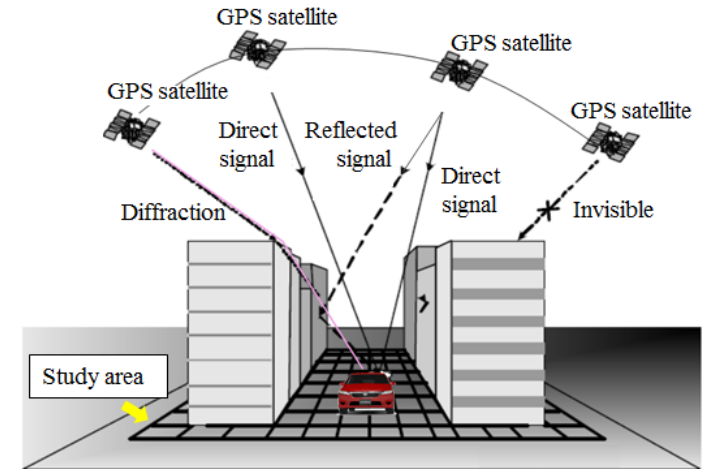 GPS satellite
GPS satellite
GPS satellite
GPS satellite
Direct
signal
Reflected
signal
Direct
signal
Diffraction
Invisible
Study area